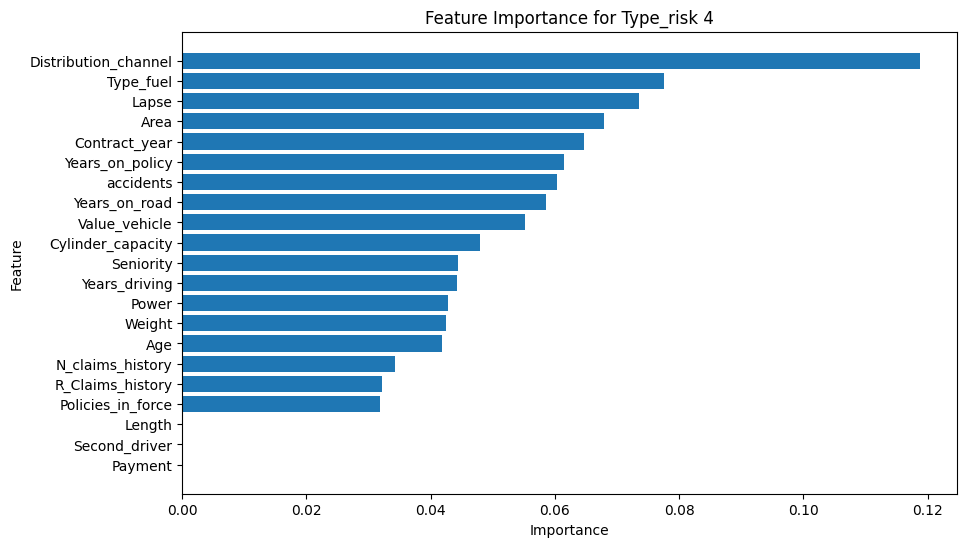 Feature Importance for Type_risk 4
Feature
Distribution_channel
Type_fuel
Lapse
Area
Contract_year
Years_on_policy
accidents
Years_on_road
Value_vehicle
Cylinder_capacity
Seniority
Years_driving
Power
Weight
Age
N_claims_history
R_Claims_history
Policies_in_force
Length
Second_driver
Payment
0.00 0.02 0.04 0.06 0.08 0.10 0.12
Importance